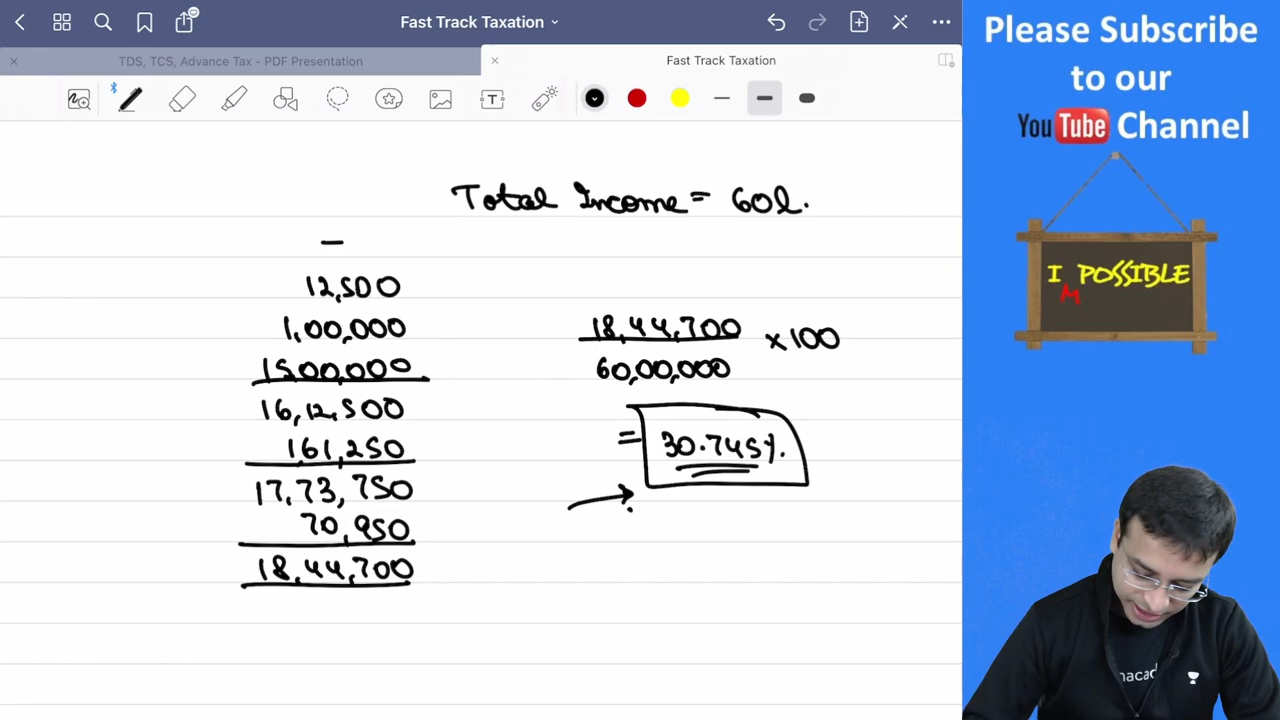 Fast Track Taxation
TDS, TCS, Advance Tax - PDF Presentation
Fast Track Taxation
Total Income = 60l.
—
12,500
1,00,000
1500,000
16,12,500
161,250
17,73,750
70,950
18,44,700
18,44,700
60,00,000
×100
= 30.745%.
Please Subscribe
to our
YouTube Channel
I POSSIBLE
M
nacad